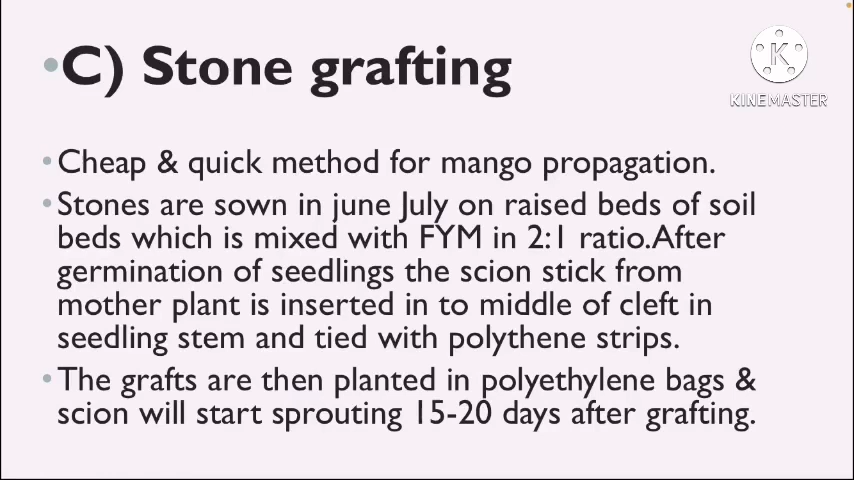 •C) Stone grafting
K
KINEMASTER
• Cheap & quick method for mango propagation.
• Stones are sown in june July on raised beds of soil
beds which is mixed with FYM in 2:1 ratio.After
germination of seedlings the scion stick from
mother plant is inserted in to middle of cleft in
seedling stem and tied with polythene strips.
• The grafts are then planted in polyethylene bags &
scion will start sprouting 15-20 days after grafting.